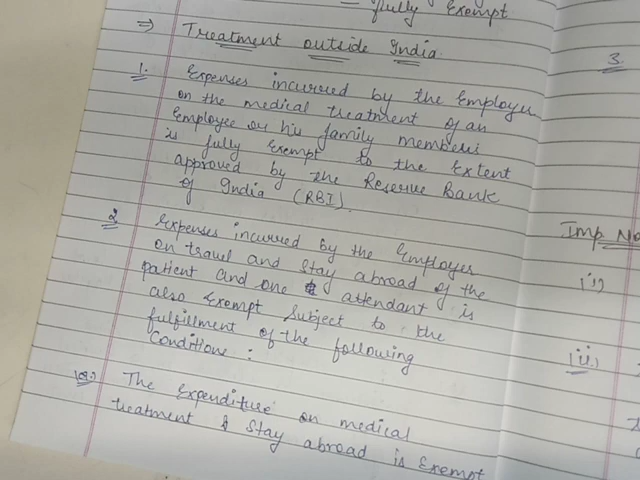 = fully Exempt
⇒ Treatment outside India
1. Expenses incurred by the Employer
on the medical treatment of an
Employee or his family members
is fully Exempt to the Extent
approved by the Reserve Bank
of India (RBI).
2. Expenses incurred by the Employer
on travel and stay abroad of the
patient and one attendant is
also Exempt Subject to the
fulfillment of the following
Conditions :
(a.) The Expenditure on medical
treatment & stay abroad is Exempt
3.
Imp No
(i)
(ii.)